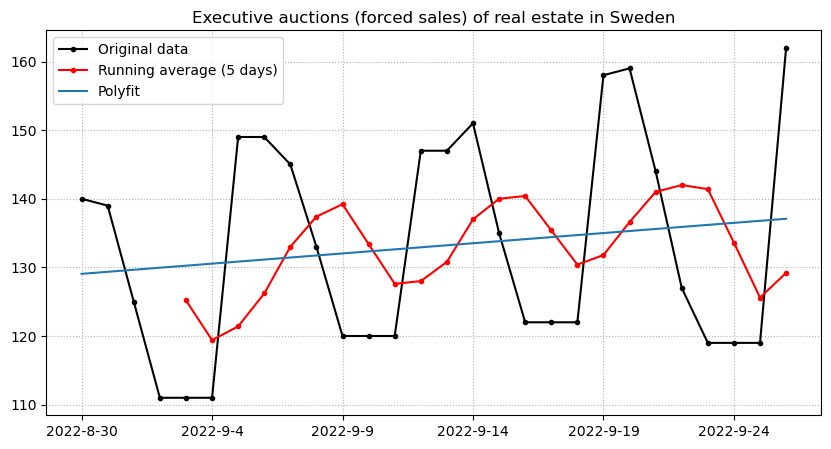 Executive auctions (forced sales) of real estate in Sweden
Original data
Running average (5 days)
Polyfit
160
150
140
130
120
110
2022-8-30 2022-9-4 2022-9-9 2022-9-14 2022-9-19 2022-9-24